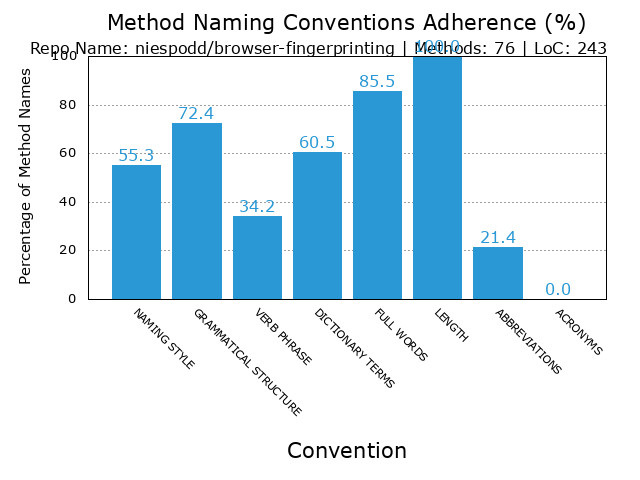 Method Naming Conventions Adherence (%)
Repo Name: niespodd/browser-fingerprinting | Methods: 76 | LoC: 243
Percentage of Method Names
100
80
60
40
20
0
55.3
72.4
34.2
60.5
85.5
100.0
21.4
0.0
NAMING STYLE
GRAMMATICAL STRUCTURE
VERB PHRASE
DICTIONARY TERMS
FULL WORDS
LENGTH
ABBREVIATIONS
ACRONYMS
Convention